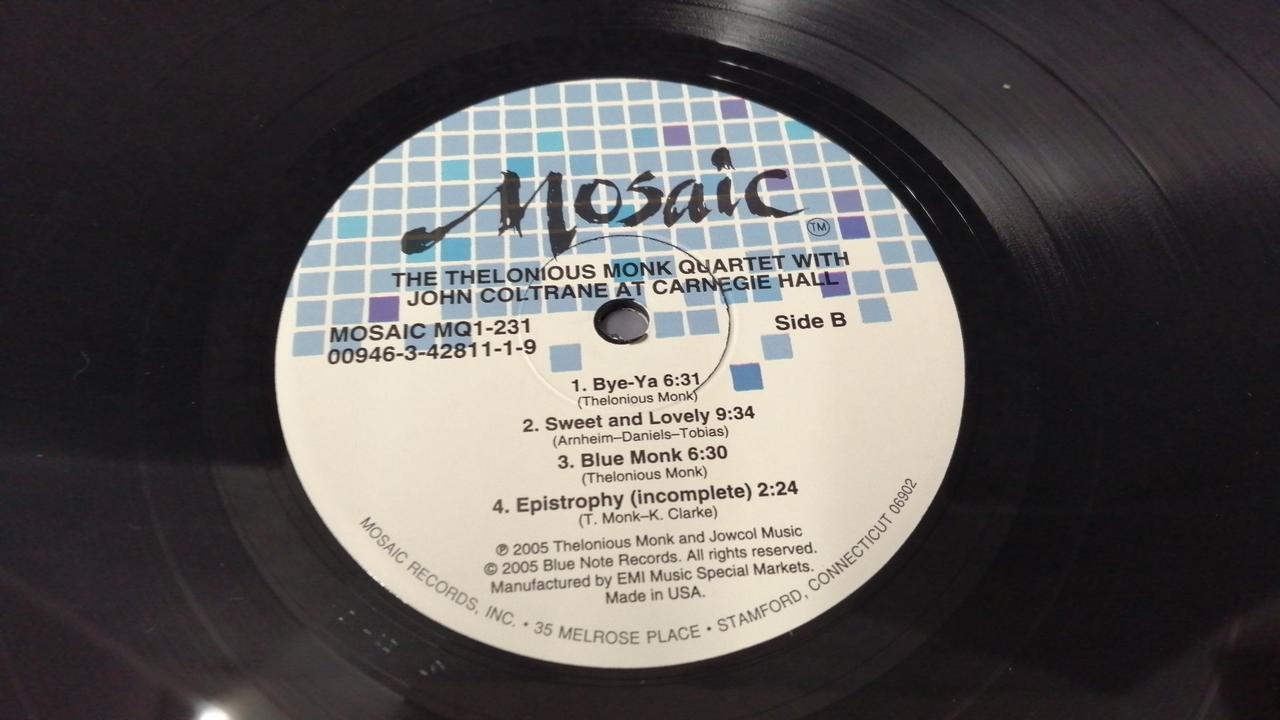 Mosaic
TM
THE THELONIOUS MONK QUARTET WITH
JOHN COLTRANE AT CARNEGIE HALL
MOSAIC MQ1-231
00946-3-42811-1-9
Side B
1. Bye-Ya 6:31
(Thelonious Monk)
2. Sweet and Lovely 9:34
(Arnheim–Daniels–Tobias)
3. Blue Monk 6:30
(Thelonious Monk)
4. Epistrophy (incomplete) 2:24
(T. Monk–K. Clarke)
℗ 2005 Thelonious Monk and Jowcol Music
© 2005 Blue Note Records. All rights reserved.
Manufactured by EMI Music Special Markets.
Made in USA.
MOSAIC RECORDS, INC. • 35 MELROSE PLACE • STAMFORD, CONNECTICUT 06902